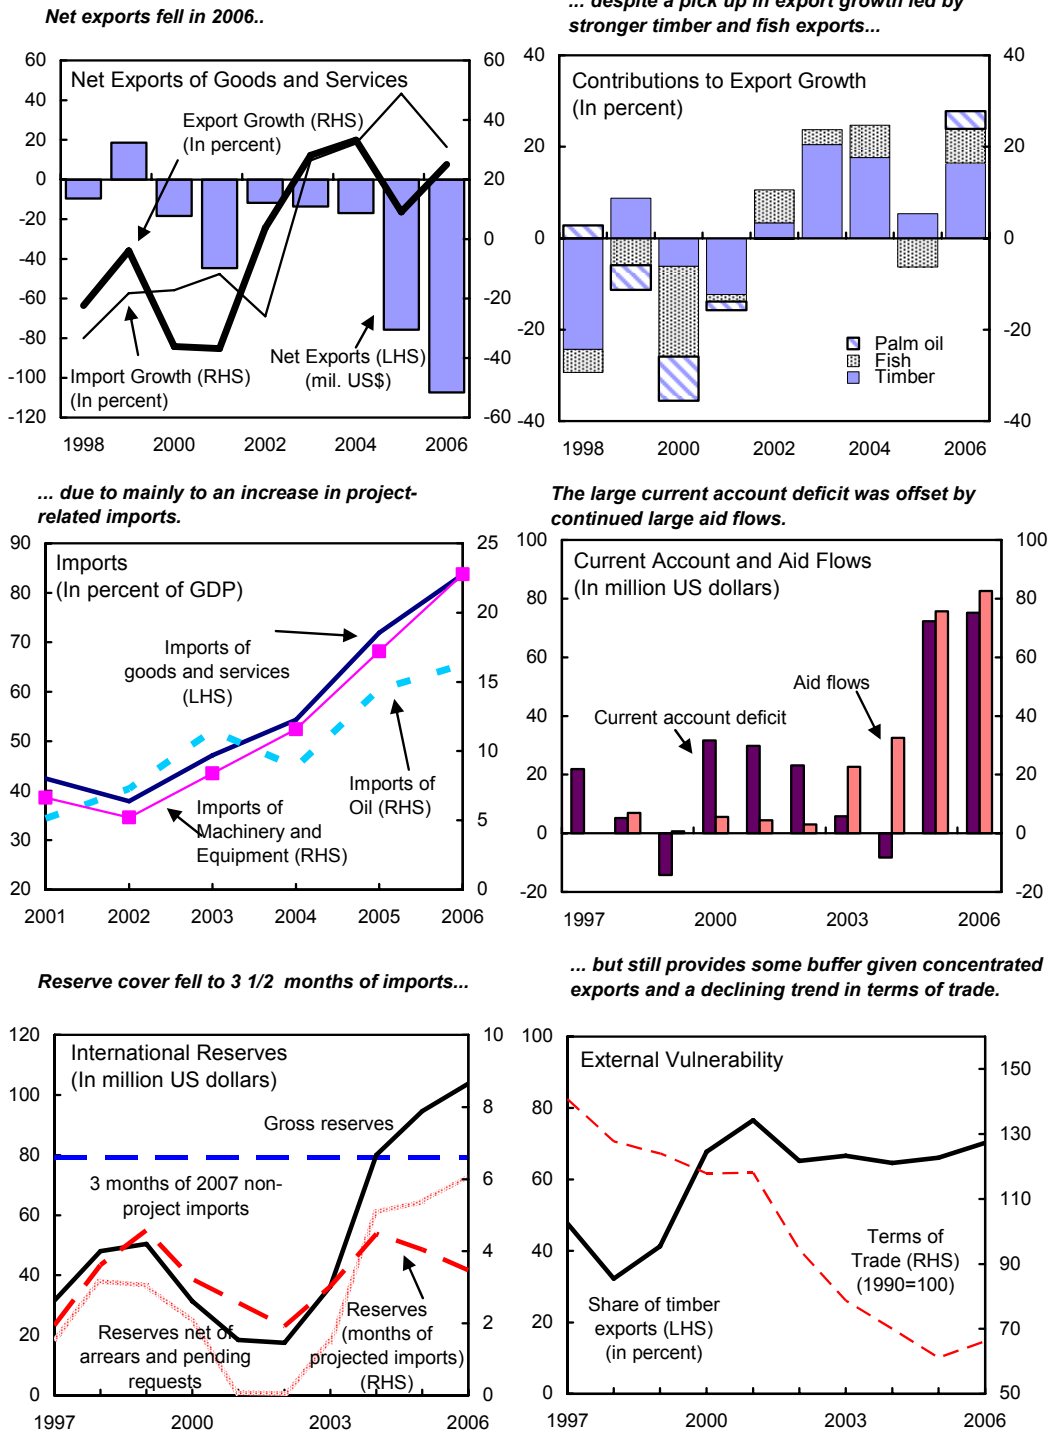 Net exports fell in 2006..
60
40
20
0
-20
-40
-60
-80
-100
-120
60
40
20
0
-20
-40
-60
Net Exports of Goods and Services
Export Growth (RHS)
(In percent)
Net Exports (LHS)
(mil. US$)
Import Growth (RHS)
(In percent)
1998 2000 2002 2004 2006
... despite a pick up in export growth led by
stronger timber and fish exports...
40
20
0
-20
-40
40
20
0
-20
-40
Contributions to Export Growth
(In percent)
Palm oil
Fish
Timber
1998 2000 2002 2004 2006
... due to mainly to an increase in project-
related imports.
90
80
70
60
50
40
30
20
25
20
15
10
5
0
Imports
(In percent of GDP)
Imports of
goods and services
(LHS)
Imports of
Oil (RHS)
Imports of
Machinery and
Equipment (RHS)
2001 2002 2003 2004 2005 2006
The large current account deficit was offset by
continued large aid flows.
100
80
60
40
20
0
-20
100
80
60
40
20
0
-20
Current Account and Aid Flows
(In million US dollars)
Aid flows
Current account deficit
1997 2000 2003 2006
Reserve cover fell to 3 1/2 months of imports...
120
100
80
60
40
20
0
10
8
6
4
2
0
International Reserves
(In million US dollars)
Gross reserves
3 months of 2007 non-
project imports
Reserves net of
arrears and pending
requests
Reserves
(months of
projected imports)
(RHS)
1997 2000 2003 2006
... but still provides some buffer given concentrated
exports and a declining trend in terms of trade.
100
80
60
40
20
0
150
130
110
90
70
50
External Vulnerability
Terms of
Trade (RHS)
(1990=100)
Share of timber
exports (LHS)
(in percent)
1997 2000 2003 2006